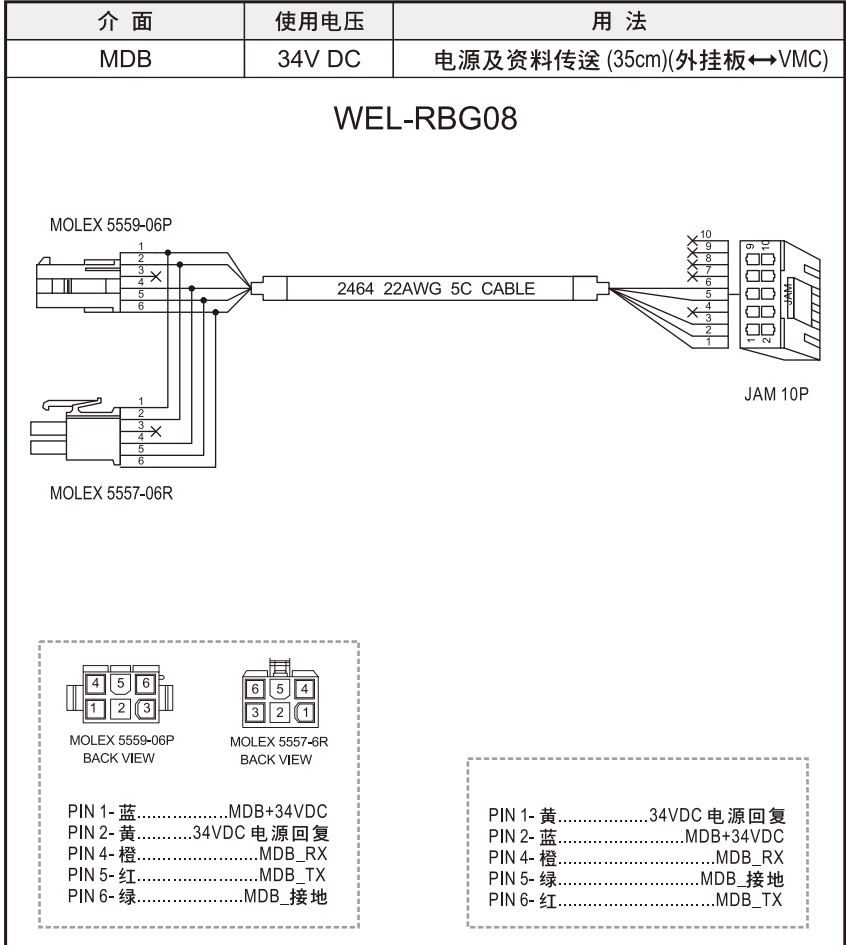 介 面 使用电压 用 法
MDB 34V DC 电源及资料传送 (35cm)(外挂板↔VMC)
WEL-RBG08
MOLEX 5559-06P
1
2
3
4
5
6
2464 22AWG 5C CABLE
10
9
8
7
6
5
4
3
2
1
9 10
JAM
1 2
JAM 10P
1
2
3
4
5
6
MOLEX 5557-06R
4 5 6
1 2 3
MOLEX 5559-06P
BACK VIEW
6 5 4
3 2 1
MOLEX 5557-6R
BACK VIEW
PIN 1- 蓝.................MDB+34VDC
PIN 2- 黄..........34VDC 电源回复
PIN 4- 橙......................MDB_RX
PIN 5- 红......................MDB_TX
PIN 6- 绿...................MDB_接地
PIN 1- 黄................34VDC 电源回复
PIN 2- 蓝.......................MDB+34VDC
PIN 4- 橙............................MDB_RX
PIN 5- 绿.........................MDB_接地
PIN 6- 红............................MDB_TX